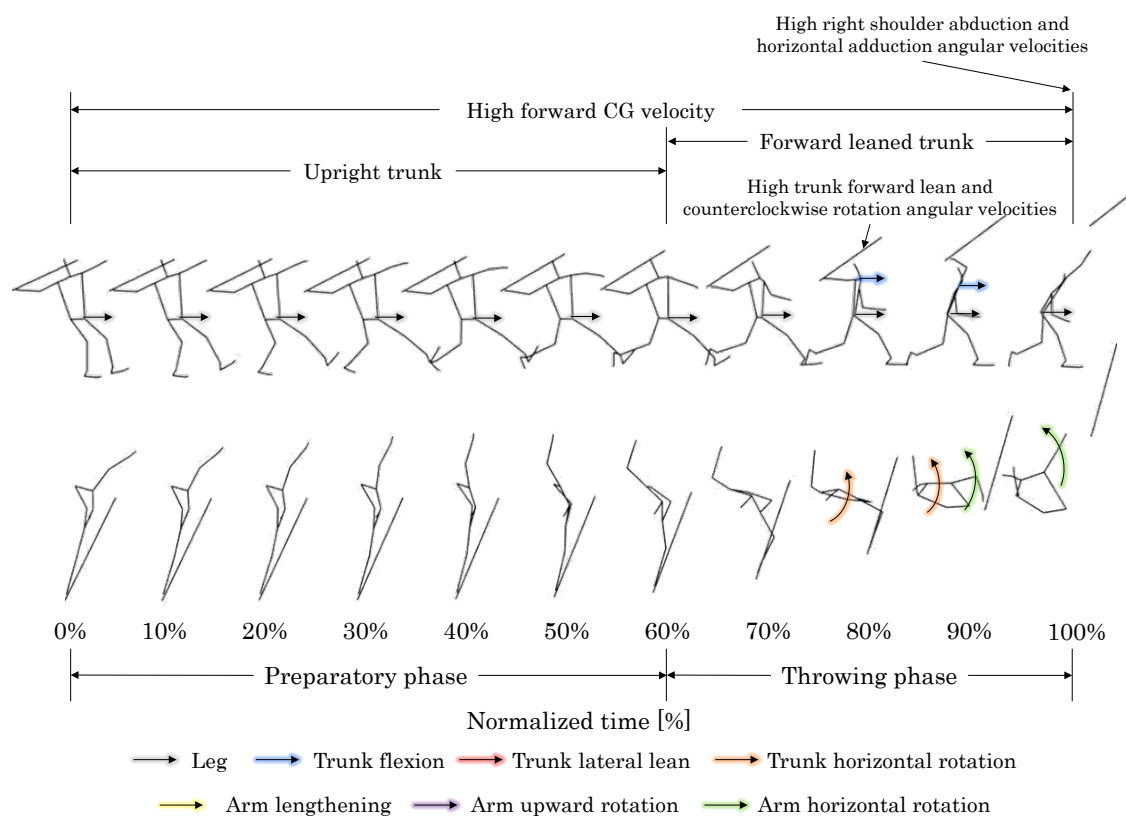 High right shoulder abduction and
horizontal adduction angular velocities
High forward CG velocity
Forward leaned trunk
Upright trunk
High trunk forward lean and
counterclockwise rotation angular velocities
0% 10% 20% 30% 40% 50% 60% 70% 80% 90% 100%
Preparatory phase Throwing phase
Normalized time [%]
Leg Trunk flexion Trunk lateral lean Trunk horizontal rotation
Arm lengthening Arm upward rotation Arm horizontal rotation